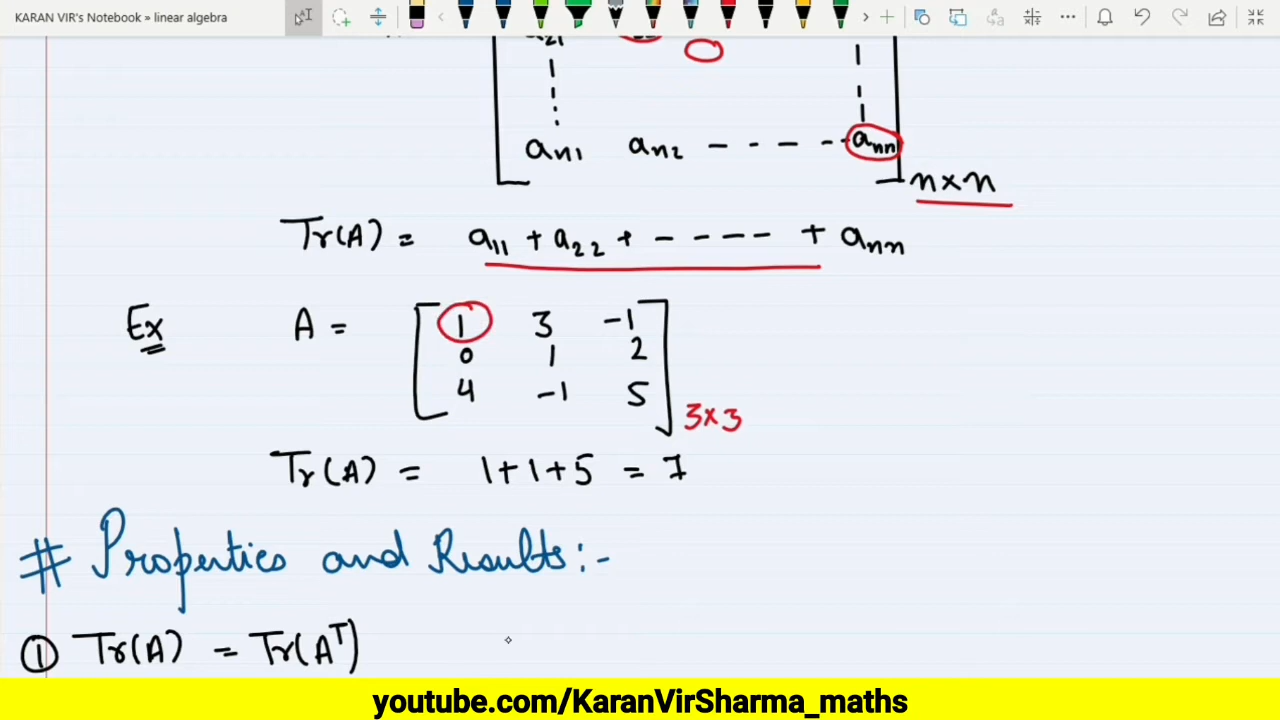 KARAN VIR's Notebook » linear algebra
a21
an1 an2 - - - - - ann
n×n
Tr(A) = a11 + a22 + - - - - - + ann
Ex A = 1 3 -1
0 1 2
4 -1 5
3×3
Tr(A) = 1+1+5 = 7
# Properties and Results:-
① Tr(A) = Tr(Aᵀ)
youtube.com/KaranVirSharma_maths